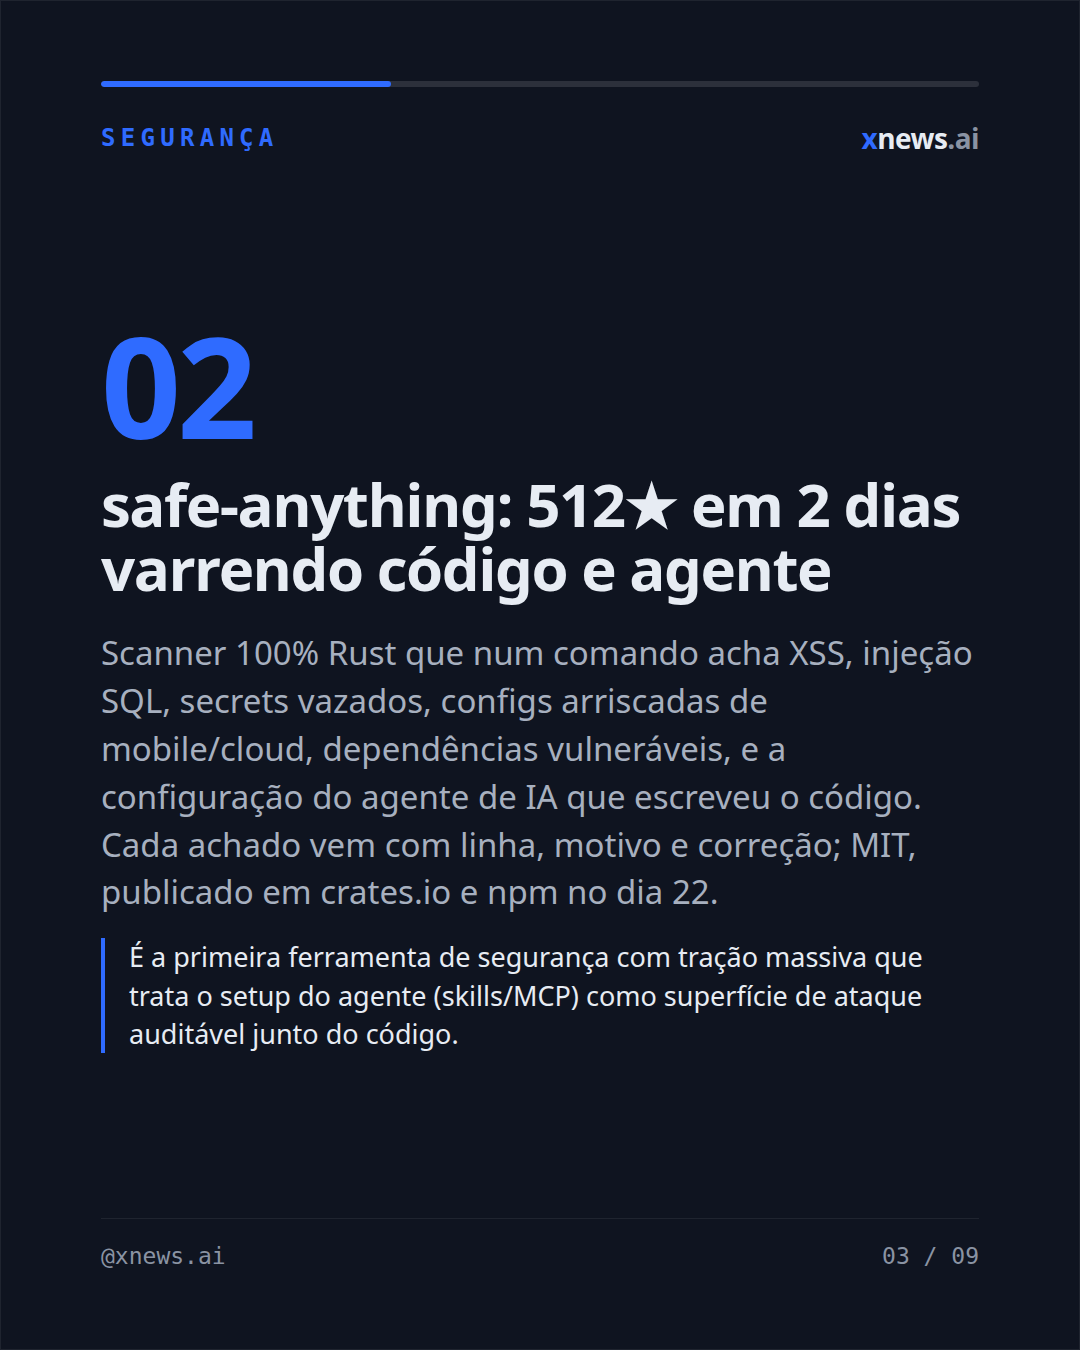 SEGURANÇA
xnews.ai
02
safe-anything: 512★ em 2 dias
varrendo código e agente
Scanner 100% Rust que num comando acha XSS, injeção
SQL, secrets vazados, configs arriscadas de
mobile/cloud, dependências vulneráveis, e a
configuração do agente de IA que escreveu o código.
Cada achado vem com linha, motivo e correção; MIT,
publicado em crates.io e npm no dia 22.
É a primeira ferramenta de segurança com tração massiva que
trata o setup do agente (skills/MCP) como superfície de ataque
auditável junto do código.
@xnews.ai
03 / 09